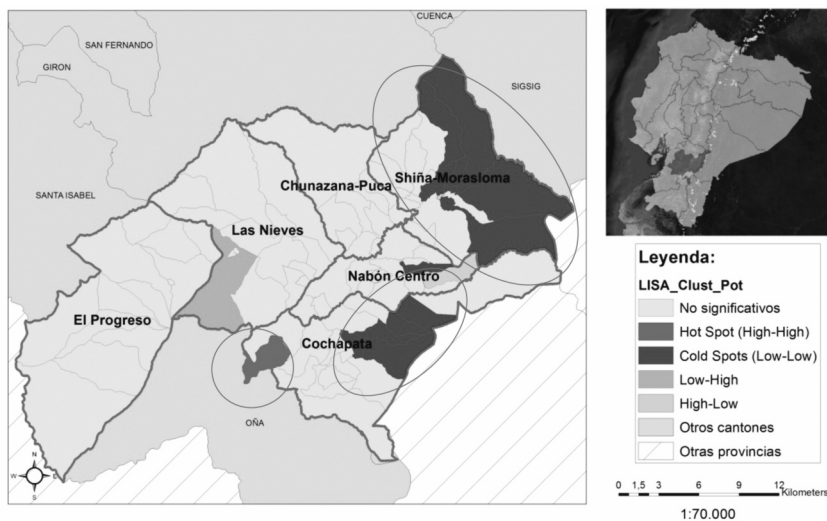 CUENCA
SAN FERNANDO
GIRON
SIGSIG
SANTA ISABEL
Chunazana-Puca
Shiña-Morasloma
Las Nieves
Nabón Centro
El Progreso
Cochapata
OÑA
N
W E
S
Leyenda:
LISA_Clust_Pot
No significativos
Hot Spot (High-High)
Cold Spots (Low-Low)
Low-High
High-Low
Otros cantones
Otras provincias
0 1,5 3 6 9 12
Kilometers
1:70.000